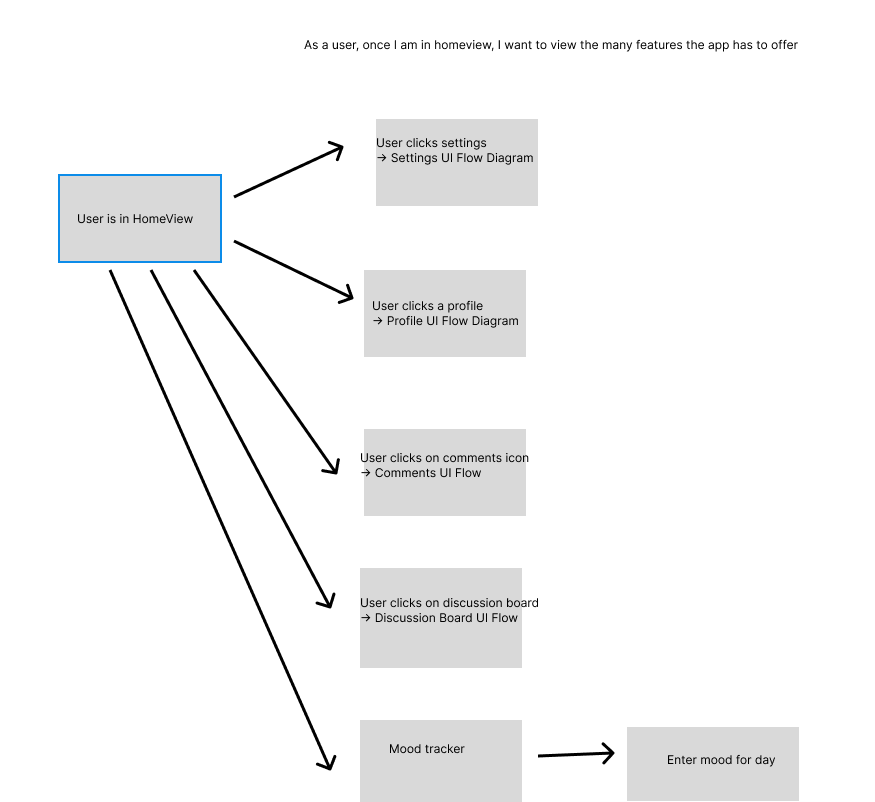 As a user, once I am in homeview, I want to view the many features the app has to offer
User clicks settings
→ Settings UI Flow Diagram
User is in HomeView
User clicks a profile
→ Profile UI Flow Diagram
User clicks on comments icon
→ Comments UI Flow
User clicks on discussion board
→ Discussion Board UI Flow
Mood tracker
Enter mood for day